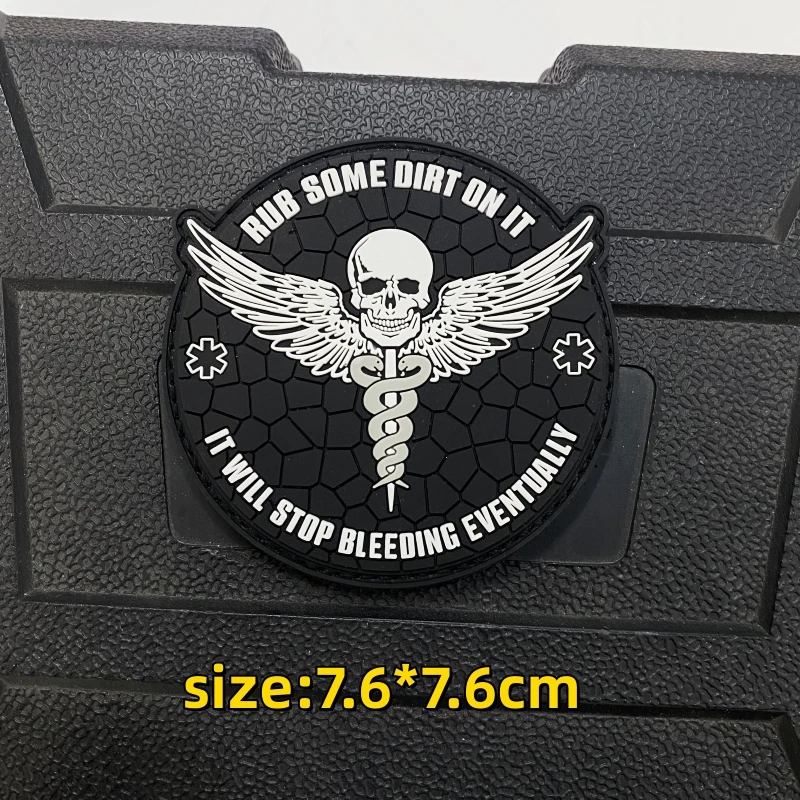 RUB SOME DIRT ON IT
IT WILL STOP BLEEDING EVENTUALLY
size:7.6*7.6cm